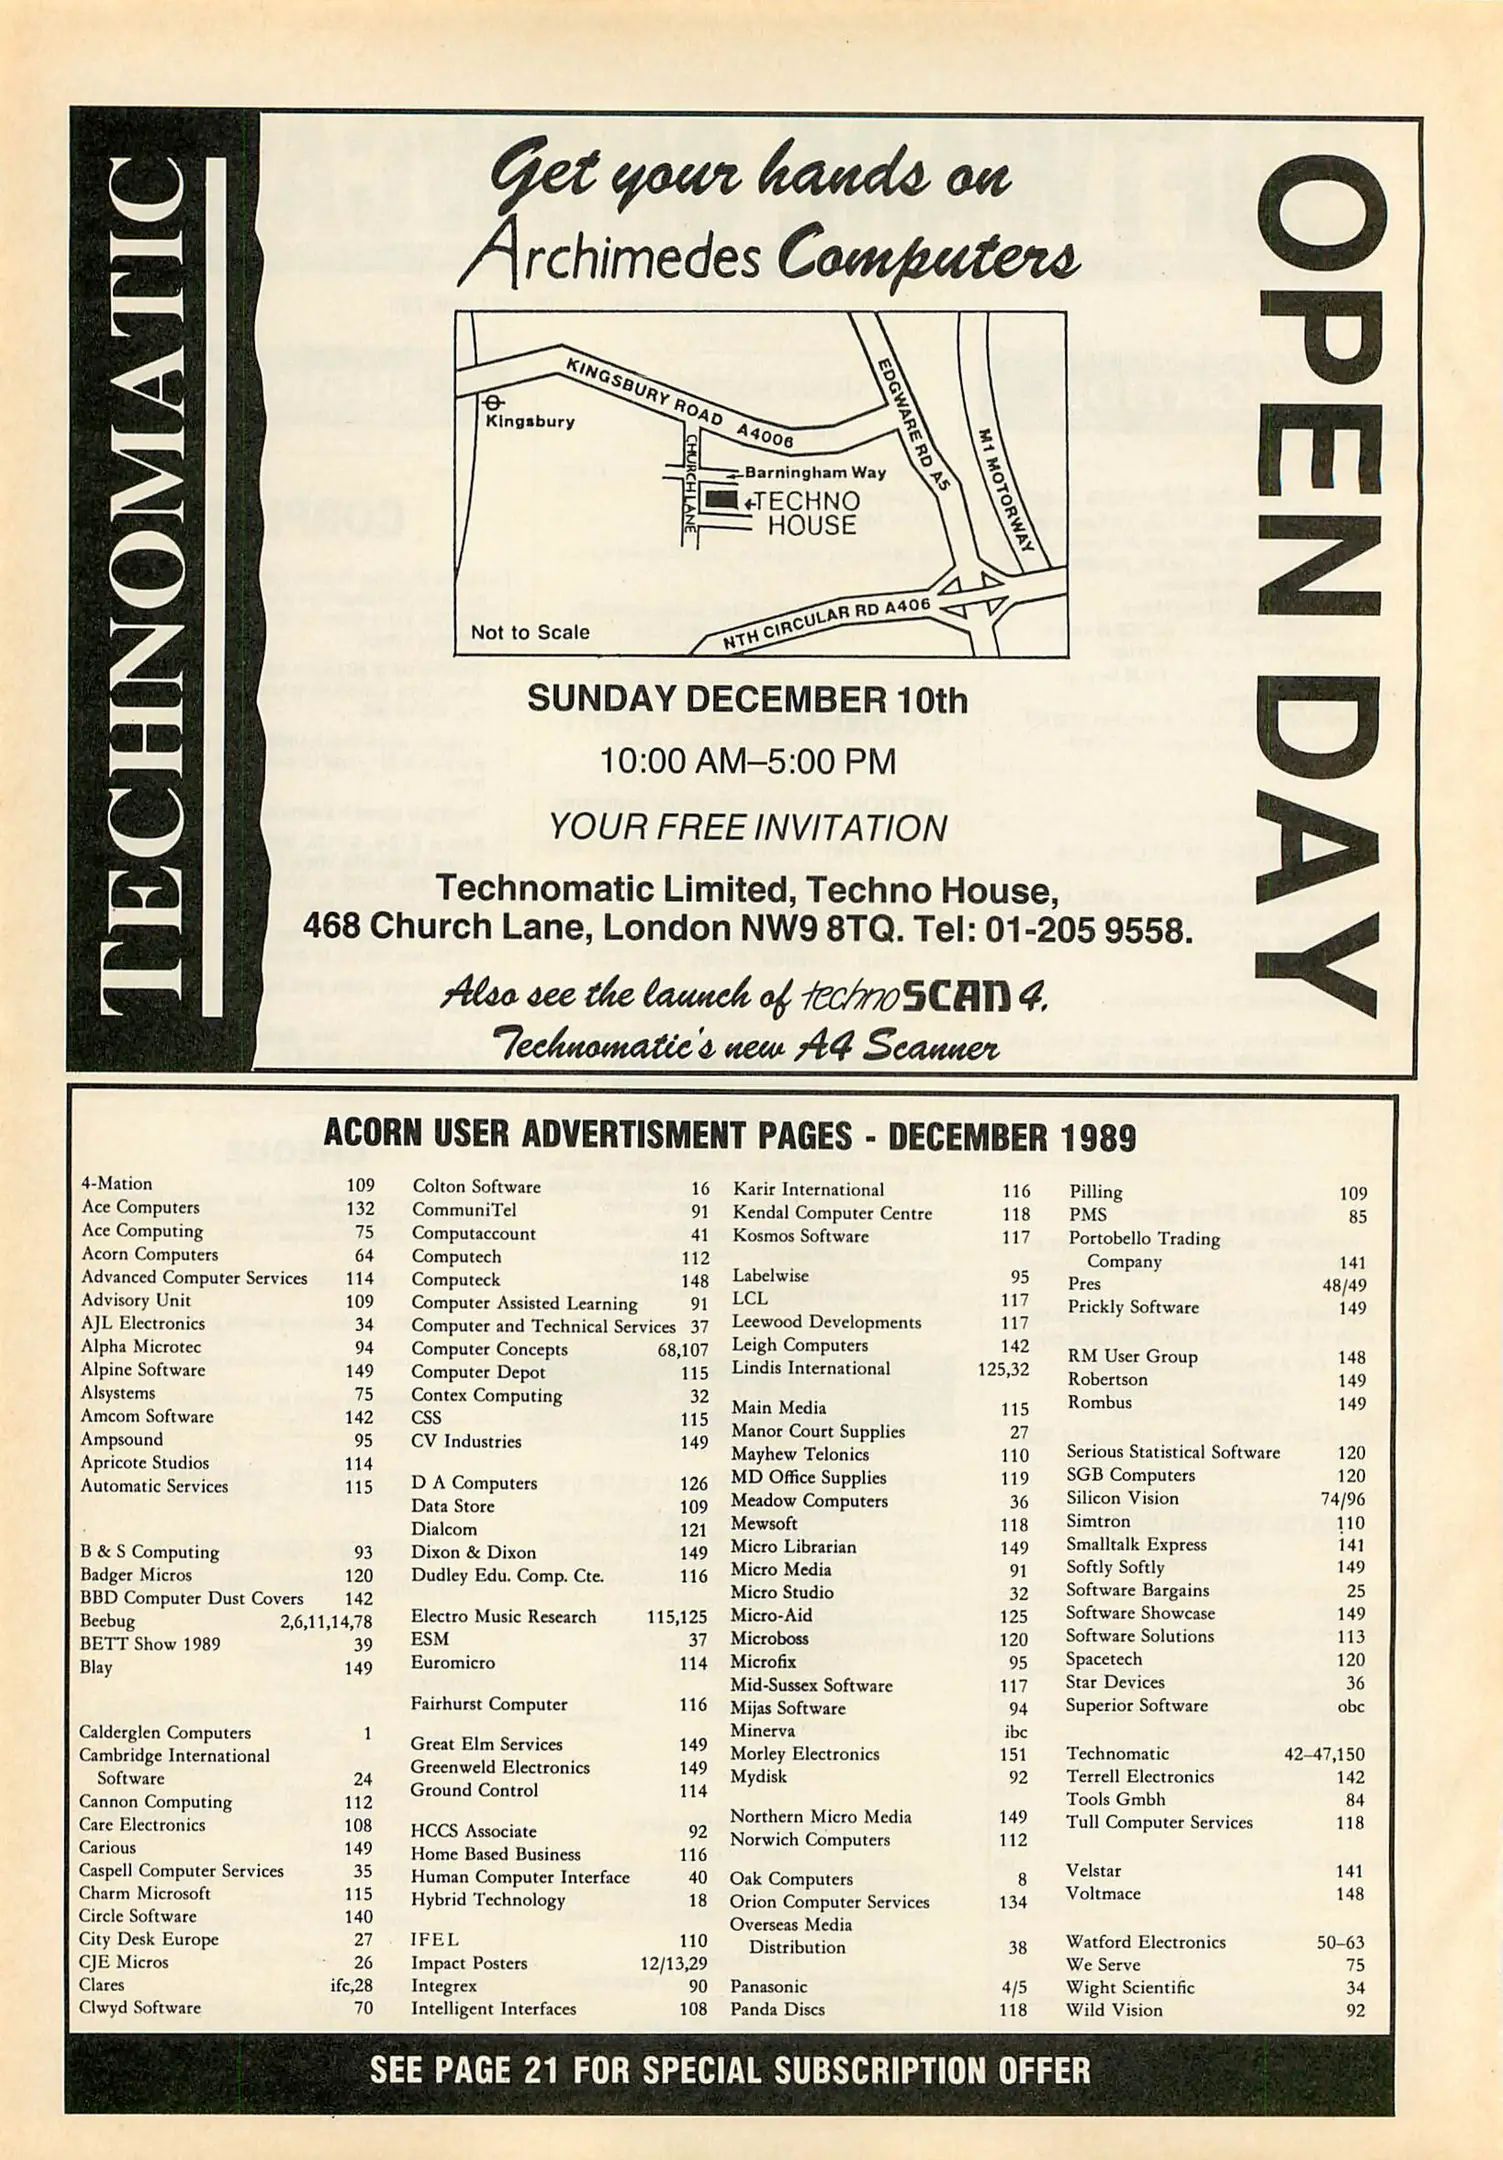 TECHNOMATIC
Get your hands on
Archimedes Computers
OPEN DAY
KINGSBURY ROAD A4006
EDGWARE RD A5
M1 MOTORWAY
Kingsbury
CHURCH LANE
Barningham Way
TECHNO
HOUSE
NTH CIRCULAR RD A406
Not to Scale
SUNDAY DECEMBER 10th
10:00 AM–5:00 PM
YOUR FREE INVITATION
Technomatic Limited, Techno House,
468 Church Lane, London NW9 8TQ. Tel: 01-205 9558.
Also see the launch of technoSCAN 4.
Technomatic's new A4 Scanner
ACORN USER ADVERTISMENT PAGES - DECEMBER 1989
4-Mation 109
Ace Computers 132
Ace Computing 75
Acorn Computers 64
Advanced Computer Services 114
Advisory Unit 109
AJL Electronics 34
Alpha Microtec 94
Alpine Software 149
Alsystems 75
Amcom Software 142
Ampsound 95
Apricote Studios 114
Automatic Services 115
B & S Computing 93
Badger Micros 120
BBD Computer Dust Covers 142
Beebug 2,6,11,14,78
BETT Show 1989 39
Blay 149
Calderglen Computers 1
Cambridge International
Software 24
Cannon Computing 112
Care Electronics 108
Carious 149
Caspell Computer Services 35
Charm Microsoft 115
Circle Software 140
City Desk Europe 27
CJE Micros 26
Clares ifc,28
Clwyd Software 70
Colton Software 16
CommuniTel 91
Computaccount 41
Computech 112
Computeck 148
Computer Assisted Learning 91
Computer and Technical Services 37
Computer Concepts 68,107
Computer Depot 115
Contex Computing 32
CSS 115
CV Industries 149
D A Computers 126
Data Store 109
Dialcom 121
Dixon & Dixon 149
Dudley Edu. Comp. Cte. 116
Electro Music Research 115,125
ESM 37
Euromicro 114
Fairhurst Computer 116
Great Elm Services 149
Greenweld Electronics 149
Ground Control 114
HCCS Associate 92
Home Based Business 116
Human Computer Interface 40
Hybrid Technology 18
IFEL 110
Impact Posters 12/13,29
Integrex 90
Intelligent Interfaces 108
Karir International 116
Kendal Computer Centre 118
Kosmos Software 117
Labelwise 95
LCL 117
Leewood Developments 117
Leigh Computers 142
Lindis International 125,32
Main Media 115
Manor Court Supplies 27
Mayhew Telonics 110
MD Office Supplies 119
Meadow Computers 36
Mewsoft 118
Micro Librarian 149
Micro Media 91
Micro Studio 32
Micro-Aid 125
Microboss 120
Microfix 95
Mid-Sussex Software 117
Mijas Software 94
Minerva ibc
Morley Electronics 151
Mydisk 92
Northern Micro Media 149
Norwich Computers 112
Oak Computers 8
Orion Computer Services 134
Overseas Media
Distribution 38
Panasonic 4/5
Panda Discs 118
Pilling 109
PMS 85
Portobello Trading
Company 141
Pres 48/49
Prickly Software 149
RM User Group 148
Robertson 149
Rombus 149
Serious Statistical Software 120
SGB Computers 120
Silicon Vision 74/96
Simtron 110
Smalltalk Express 141
Softly Softly 149
Software Bargains 25
Software Showcase 149
Software Solutions 113
Spacetech 120
Star Devices 36
Superior Software obc
Technomatic 42–47,150
Terrell Electronics 142
Tools Gmbh 84
Tull Computer Services 118
Velstar 141
Voltmace 148
Watford Electronics 50–63
We Serve 75
Wight Scientific 34
Wild Vision 92
SEE PAGE 21 FOR SPECIAL SUBSCRIPTION OFFER